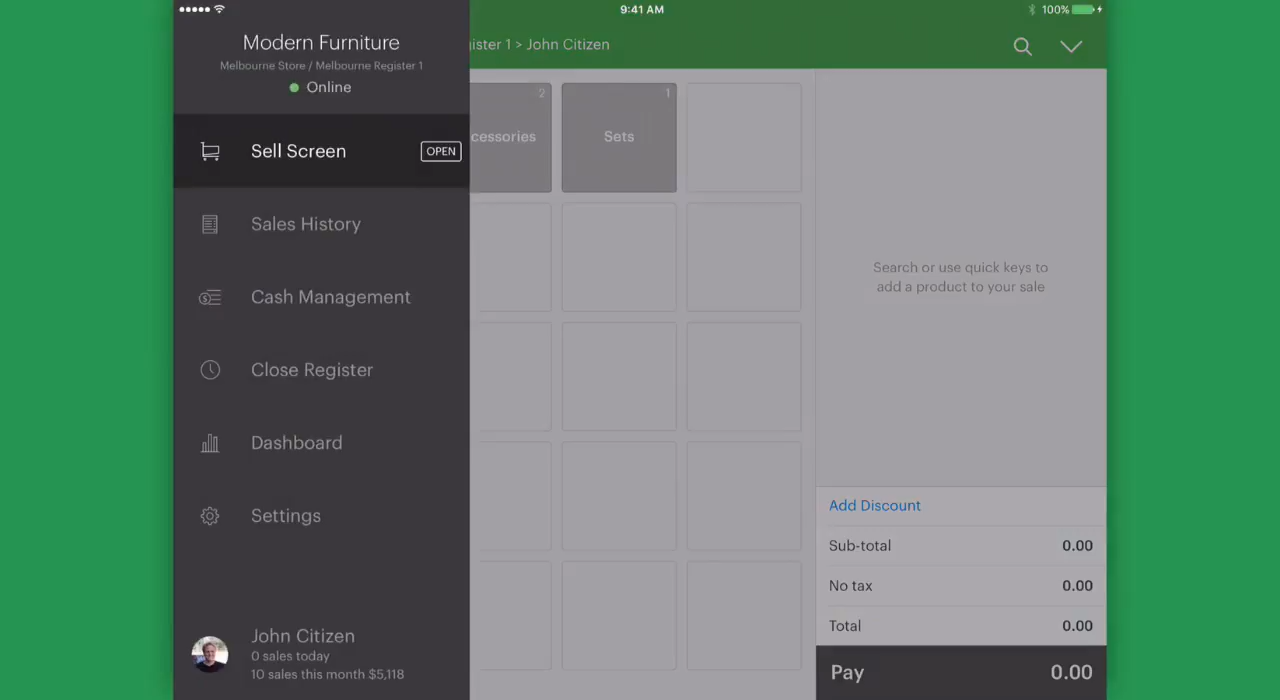 9:41 AM
100%
Modern Furniture
Melbourne Store / Melbourne Register 1
Online
ister 1 > John Citizen
Sell Screen
OPEN
Sales History
Cash Management
Close Register
Dashboard
Settings
John Citizen
0 sales today
10 sales this month $5,118
cessories
2
Sets
1
Search or use quick keys to
add a product to your sale
Add Discount
Sub-total 0.00
No tax 0.00
Total 0.00
Pay 0.00